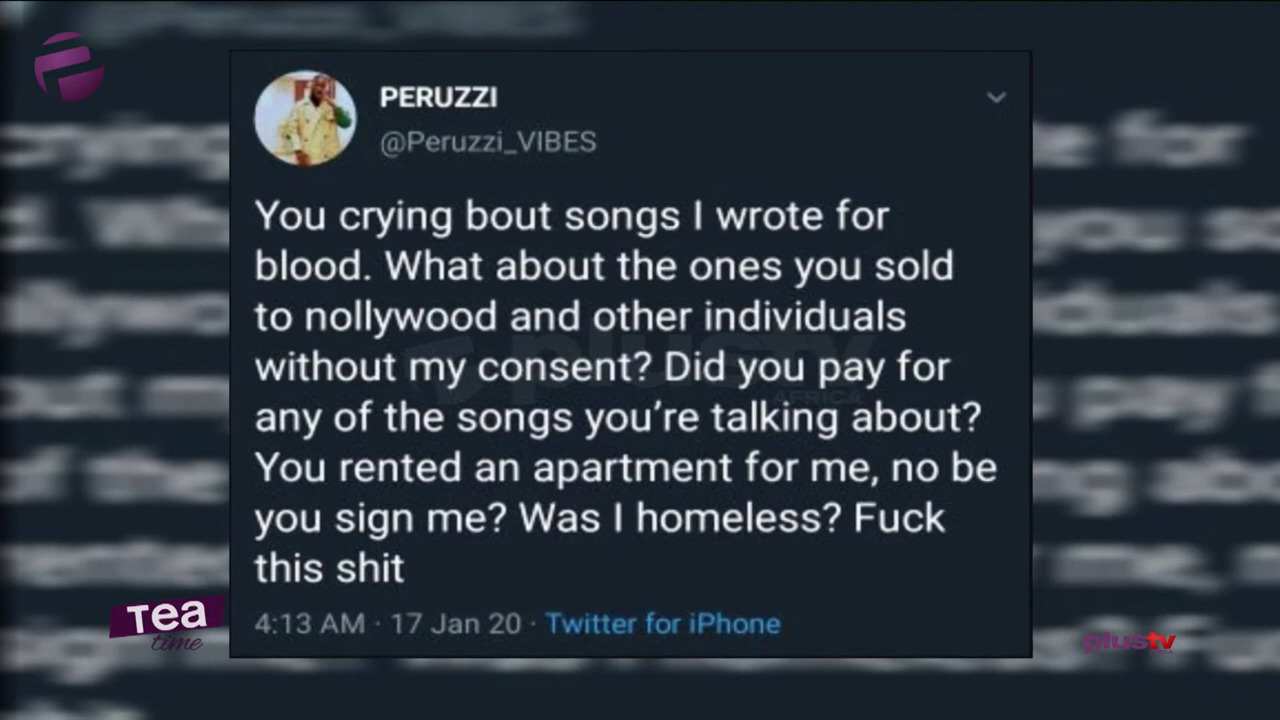 PERUZZI
@Peruzzi_VIBES
You crying bout songs I wrote for
blood. What about the ones you sold
to nollywood and other individuals
without my consent? Did you pay for
any of the songs you’re talking about?
You rented an apartment for me, no be
you sign me? Was I homeless? Fuck
this shit
4:13 AM · 17 Jan 20 · Twitter for iPhone
plustv
AFRICA
Tea
time
plustv